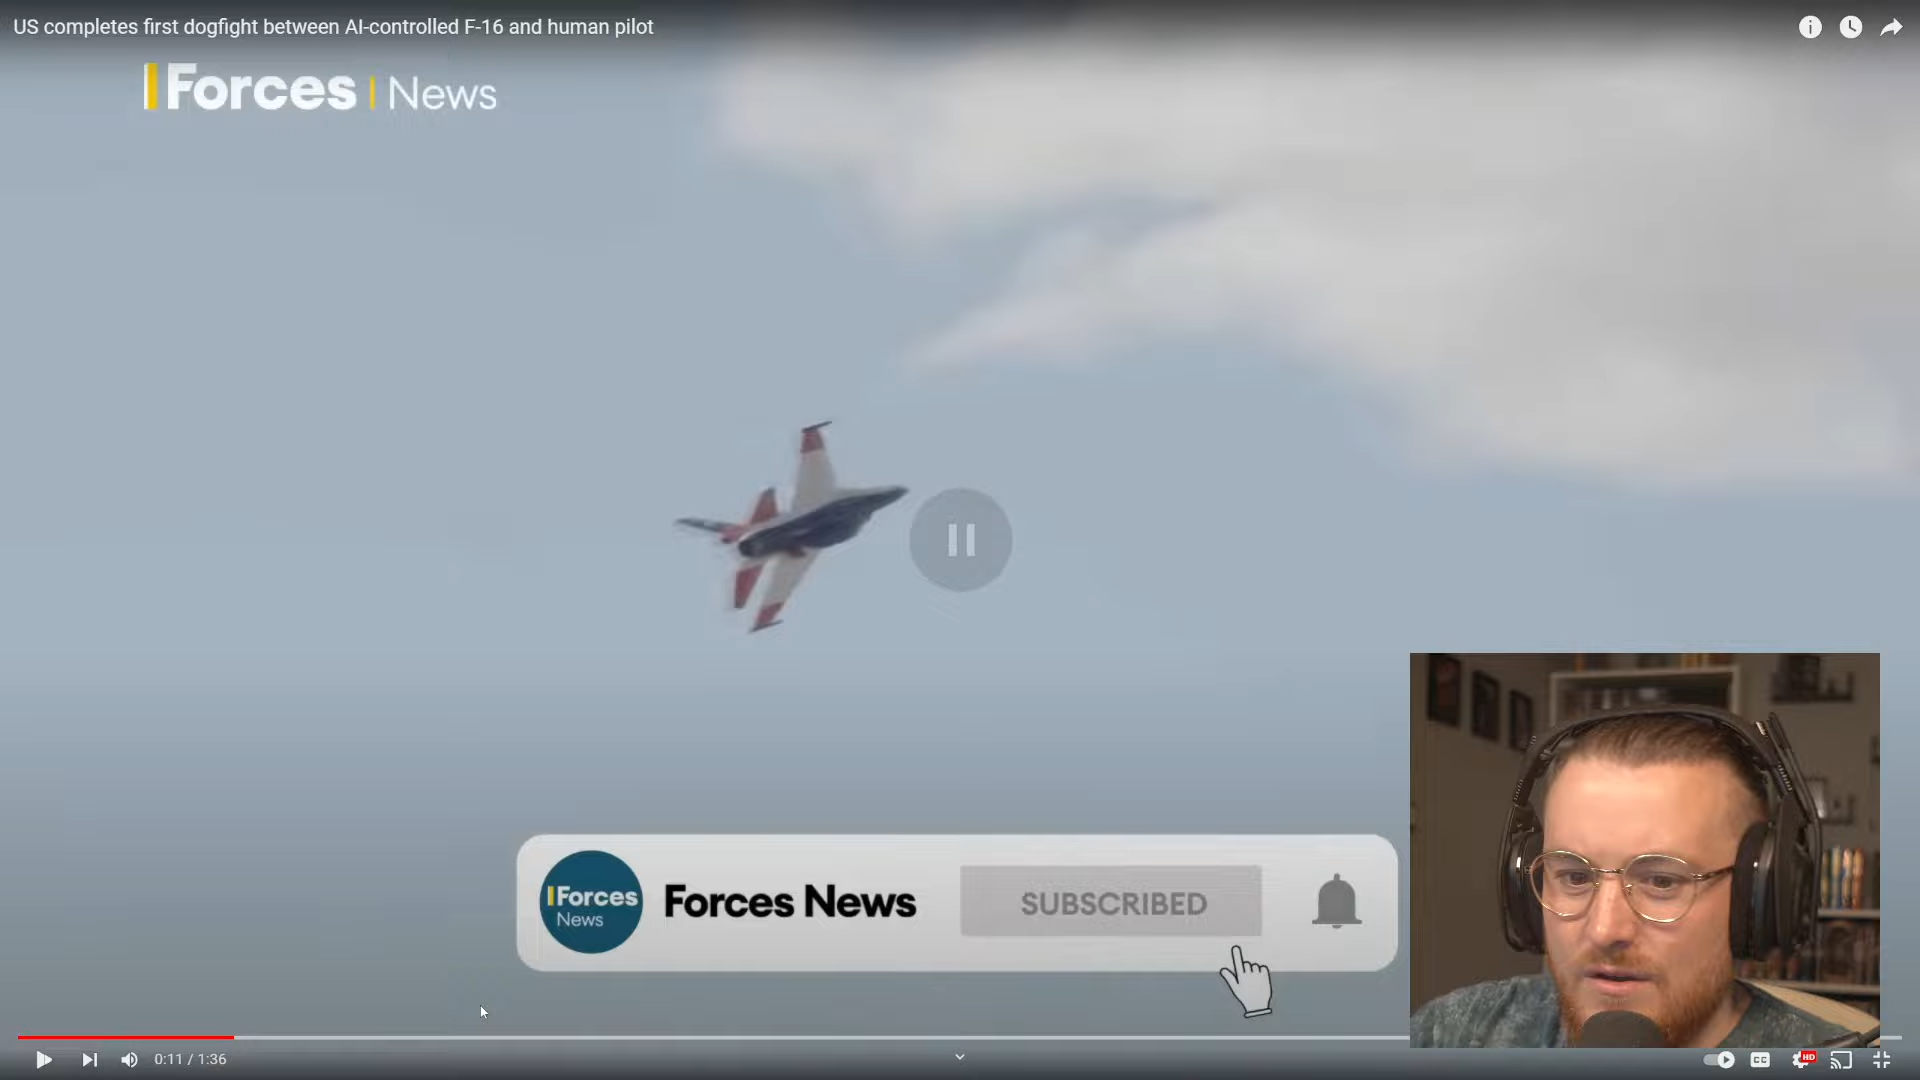 US completes first dogfight between AI-controlled F-16 and human pilot
Forces News
Forces
News
Forces News
SUBSCRIBED
0:11 / 1:36
CC
HD